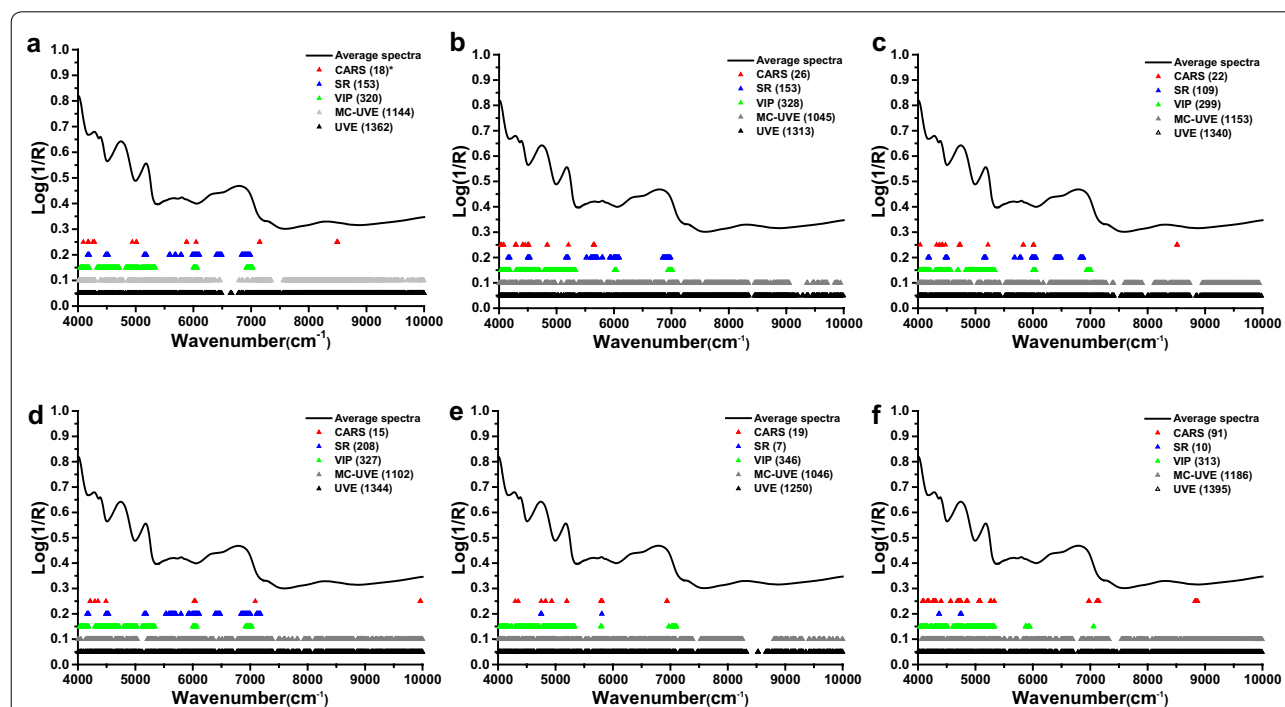 a
Average spectra
CARS (18)*
SR (153)
VIP (320)
MC-UVE (1144)
UVE (1362)
Log(1/R)
1.0
0.9
0.8
0.7
0.6
0.5
0.4
0.3
0.2
0.1
0.0
4000 5000 6000 7000 8000 9000 10000
Wavenumber(cm⁻¹)
b
Average spectra
CARS (26)
SR (153)
VIP (328)
MC-UVE (1045)
UVE (1313)
Log(1/R)
1.0
0.9
0.8
0.7
0.6
0.5
0.4
0.3
0.2
0.1
0.0
4000 5000 6000 7000 8000 9000 10000
Wavenumber(cm⁻¹)
c
Average spectra
CARS (22)
SR (109)
VIP (299)
MC-UVE (1153)
UVE (1340)
Log(1/R)
1.0
0.9
0.8
0.7
0.6
0.5
0.4
0.3
0.2
0.1
0.0
4000 5000 6000 7000 8000 9000 10000
Wavenumber(cm⁻¹)
d
Average spectra
CARS (15)
SR (208)
VIP (327)
MC-UVE (1102)
UVE (1344)
Log(1/R)
1.0
0.9
0.8
0.7
0.6
0.5
0.4
0.3
0.2
0.1
0.0
4000 5000 6000 7000 8000 9000 10000
Wavenumber(cm⁻¹)
e
Average spectra
CARS (19)
SR (7)
VIP (346)
MC-UVE (1046)
UVE (1250)
Log(1/R)
1.0
0.9
0.8
0.7
0.6
0.5
0.4
0.3
0.2
0.1
0.0
4000 5000 6000 7000 8000 9000 10000
Wavenumber(cm⁻¹)
f
Average spectra
CARS (91)
SR (10)
VIP (313)
MC-UVE (1186)
UVE (1395)
Log(1/R)
1.0
0.9
0.8
0.7
0.6
0.5
0.4
0.3
0.2
0.1
0.0
4000 5000 6000 7000 8000 9000 10000
Wavenumber(cm⁻¹)